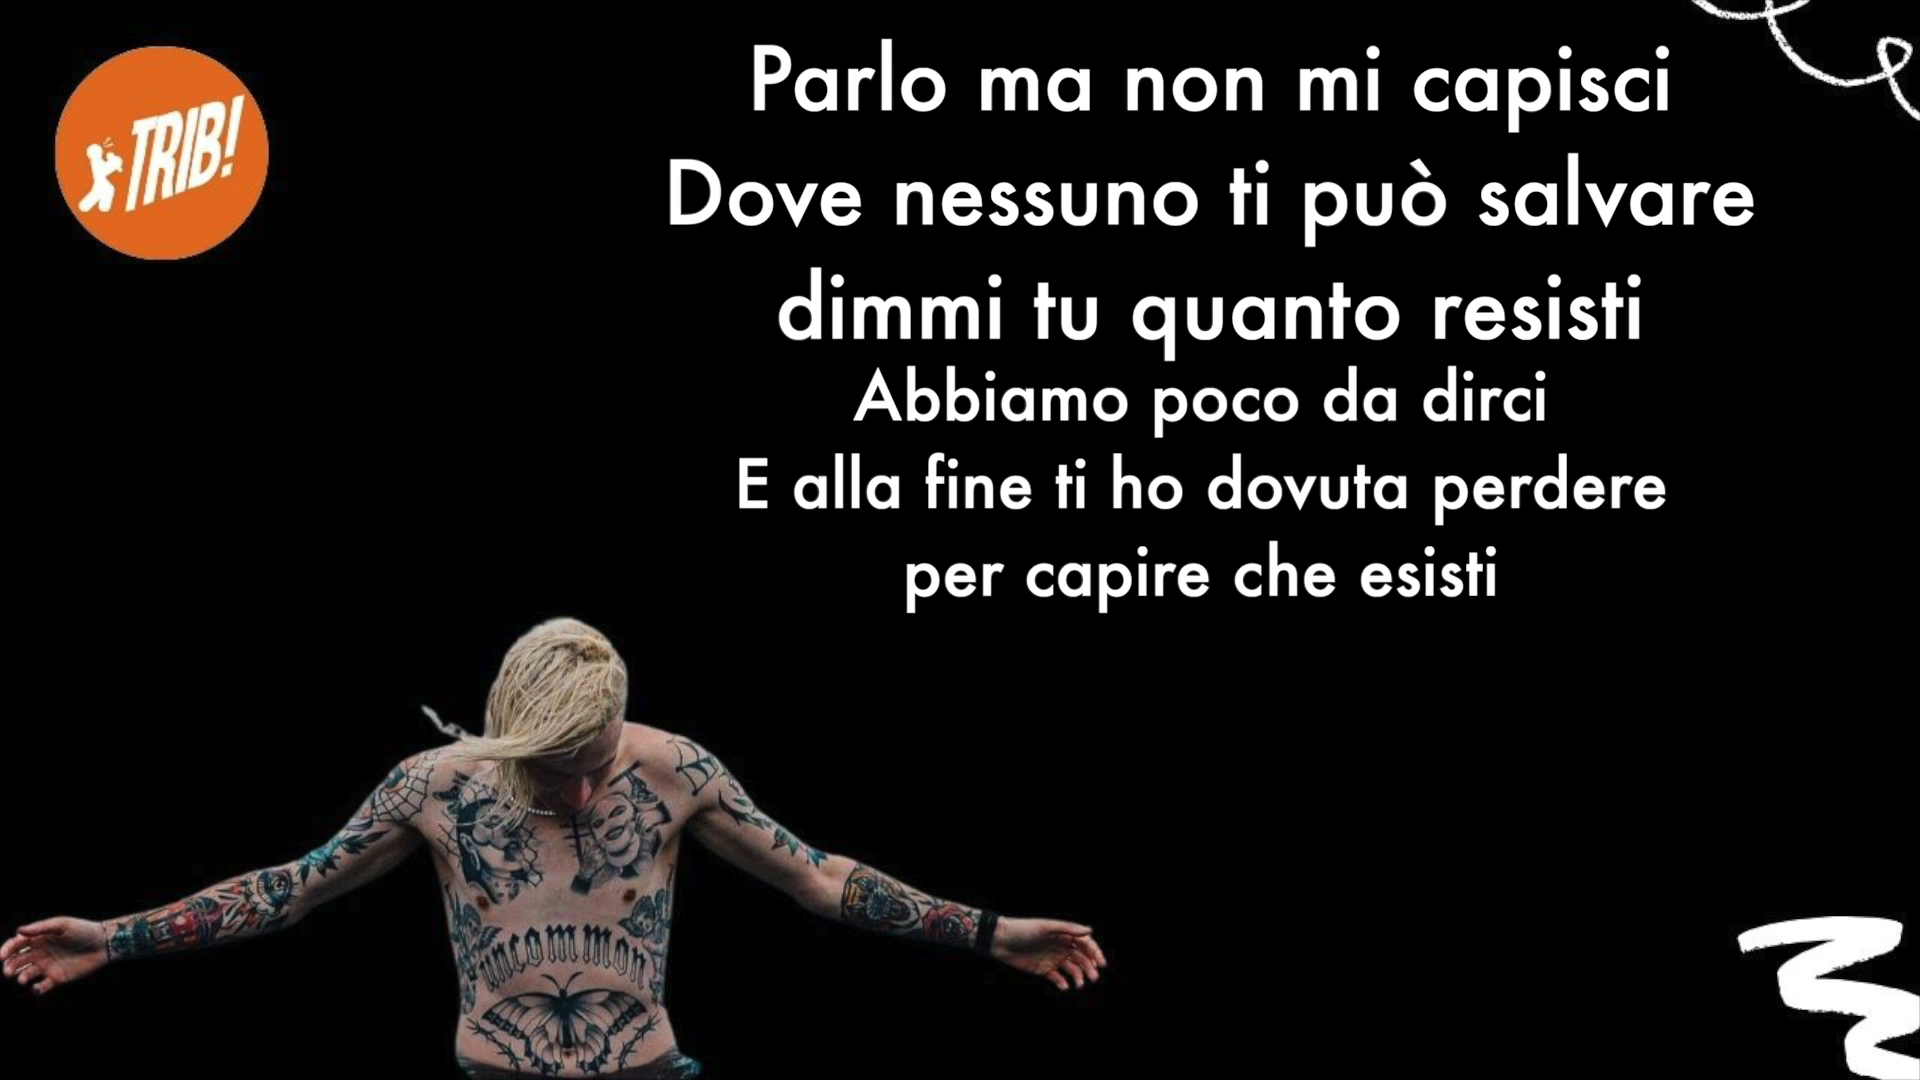 TRIB!
Parlo ma non mi capisci
Dove nessuno ti può salvare
dimmi tu quanto resisti
Abbiamo poco da dirci
E alla fine ti ho dovuta perdere
per capire che esisti
uncommon